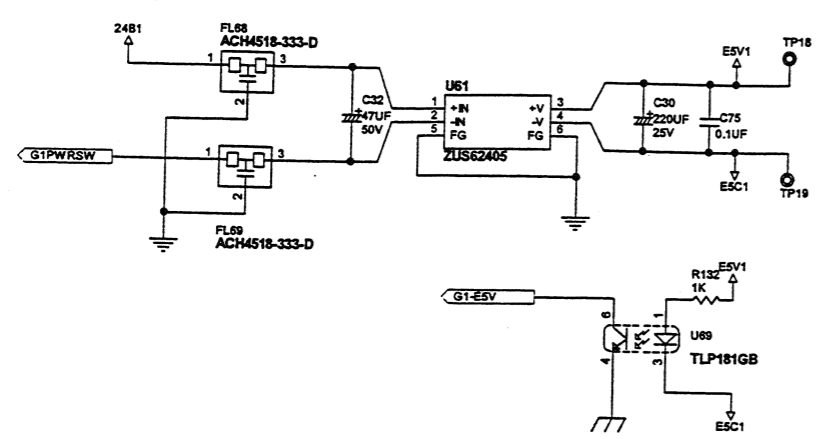 24B1
FL68
ACH4518-333-D
1
3
2
C32
47UF
50V
G1PWRSW
1
3
2
FL69
ACH4518-333-D
U61
1 +IN
2 -IN
5 FG
+V 3
-V 4
FG 6
ZUS62405
C30
220UF
25V
C75
0.1UF
E5V1
TP18
E5C1
TP19
G1-E5V
R132
1K
E5V1
6
1
U69
4
3
TLP181GB
E5C1